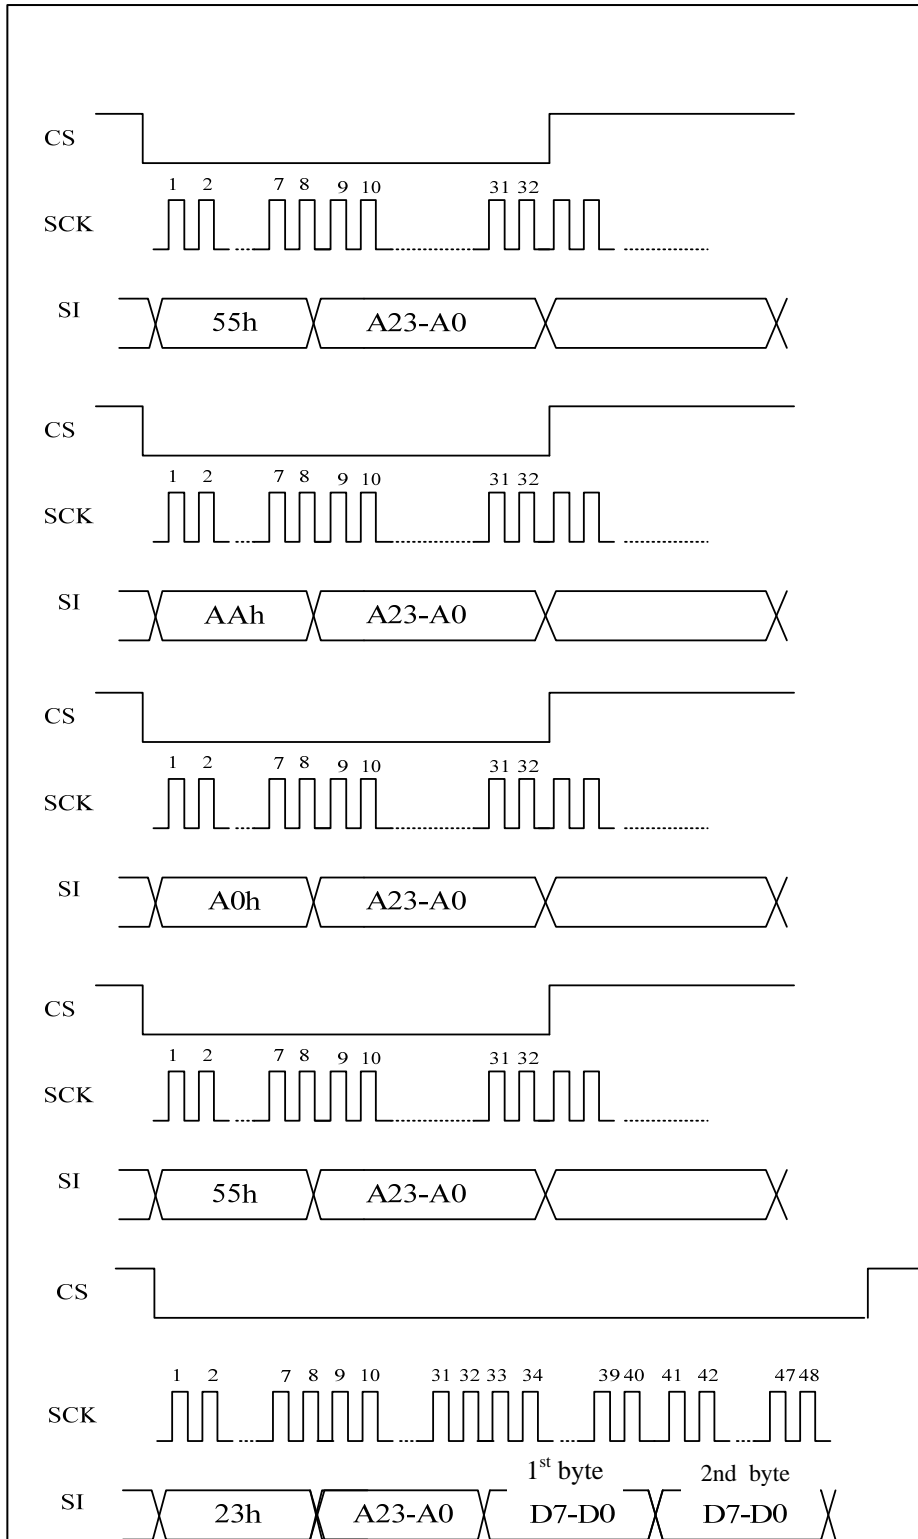 CS
1 2 7 8 9 10 31 32
SCK
SI 55h A23-A0
CS
1 2 7 8 9 10 31 32
SCK
SI AAh A23-A0
CS
1 2 7 8 9 10 31 32
SCK
SI A0h A23-A0
CS
1 2 7 8 9 10 31 32
SCK
SI 55h A23-A0
CS
1 2 7 8 9 10 31 32 33 34 39 40 41 42 47 48
SCK
1st byte 2nd byte
SI 23h A23-A0 D7-D0 D7-D0